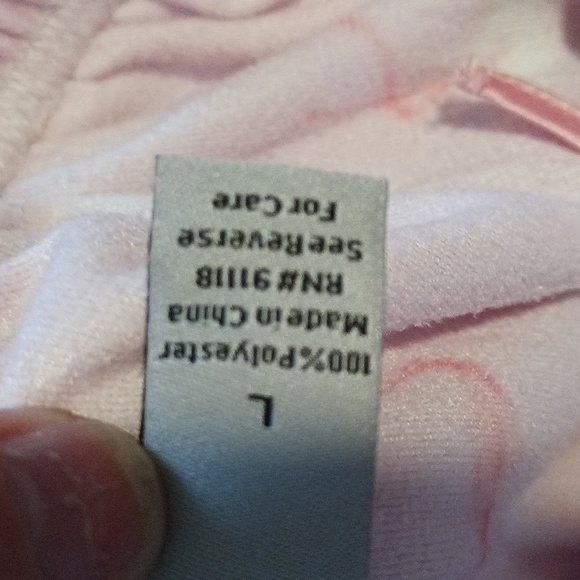 L
100% Polyester
Made in China
RN# 91118
See Reverse
For Care